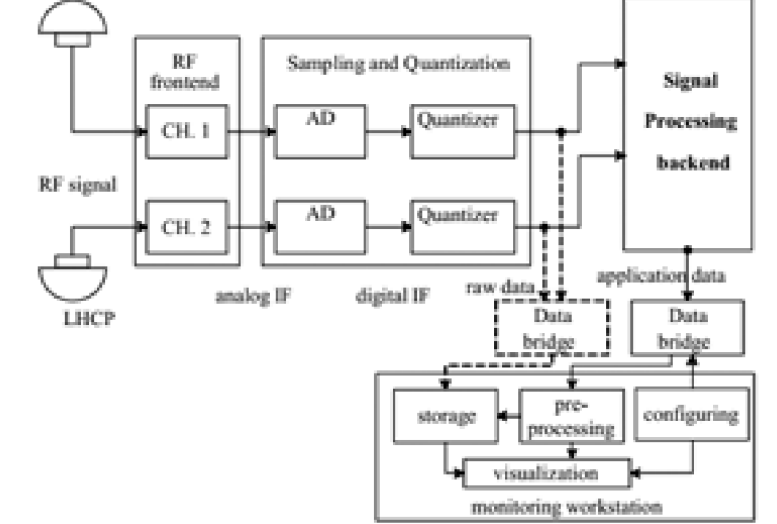 RF
frontend
Sampling and Quantization
Signal
Processing
backend
CH. 1
AD
Quantizer
RF signal
CH. 2
AD
Quantizer
LHCP
analog IF
digital IF
raw data
application data
Data
bridge
Data
bridge
storage
pre-
processing
configuring
visualization
monitoring workstation